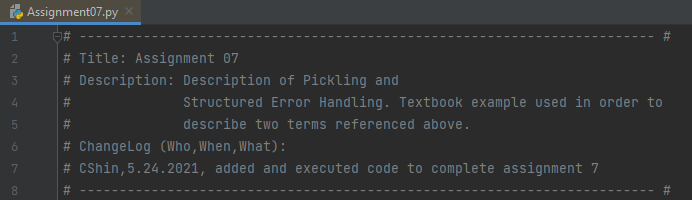 Assignment07.py
1 # ------------------------------------------------------------------------ #
2 # Title: Assignment 07
3 # Description: Description of Pickling and
4 #              Structured Error Handling. Textbook example used in order to
5 #              describe two terms referenced above.
6 # ChangeLog (Who,When,What):
7 # CShin,5.24.2021, added and executed code to complete assignment 7
8 # ------------------------------------------------------------------------ #